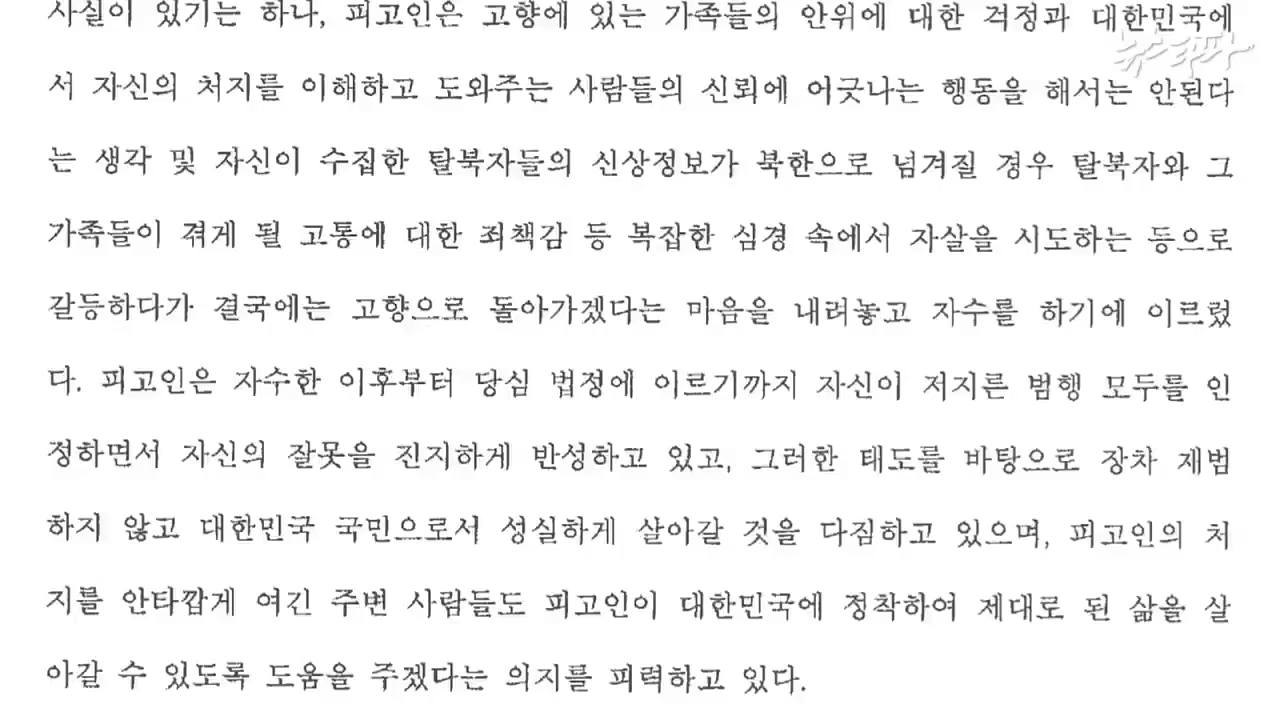 사실이 있기는 하나, 피고인은 고향에 있는 가족들의 안위에 대한 걱정과 대한민국에
뉴스타파
서 자신의 처지를 이해하고 도와주는 사람들의 신뢰에 어긋나는 행동을 해서는 안된다
는 생각 및 자신이 수집한 탈북자들의 신상정보가 북한으로 넘겨질 경우 탈북자와 그
가족들이 겪게 될 고통에 대한 죄책감 등 복잡한 심경 속에서 자살을 시도하는 등으로
갈등하다가 결국에는 고향으로 돌아가겠다는 마음을 내려놓고 자수를 하기에 이르렀
다. 피고인은 자수한 이후부터 당심 법정에 이르기까지 자신이 저지른 범행 모두를 인
정하면서 자신의 잘못을 진지하게 반성하고 있고, 그러한 태도를 바탕으로 장차 재범
하지 않고 대한민국 국민으로서 성실하게 살아갈 것을 다짐하고 있으며, 피고인의 처
지를 안타깝게 여긴 주변 사람들도 피고인이 대한민국에 정착하여 제대로 된 삶을 살
아갈 수 있도록 도움을 주겠다는 의지를 피력하고 있다.